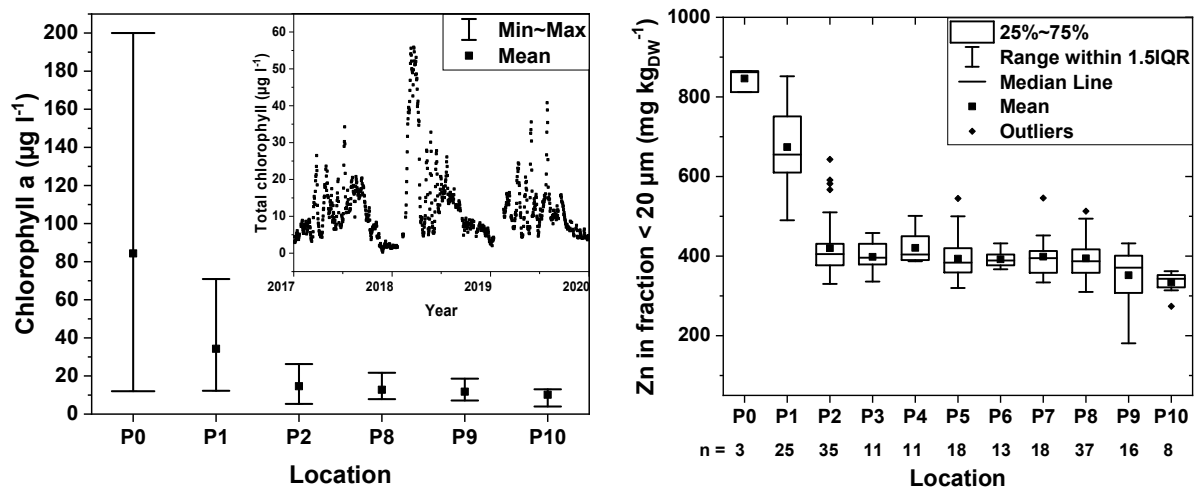 Chlorophyll a (µg l-1)
200
180
160
140
120
100
80
60
40
20
0
P0 P1 P2 P8 P9 P10
Location
Min~Max
Mean
Total chlorophyll (µg l-1)
60
50
40
30
20
10
0
2017 2018 2019 2020
Year
Zn in fraction < 20 µm (mg kgDW-1)
1000
800
600
400
200
25%~75%
Range within 1.5IQR
Median Line
Mean
Outliers
P0 P1 P2 P3 P4 P5 P6 P7 P8 P9 P10
n = 3 25 35 11 11 18 13 18 37 16 8
Location